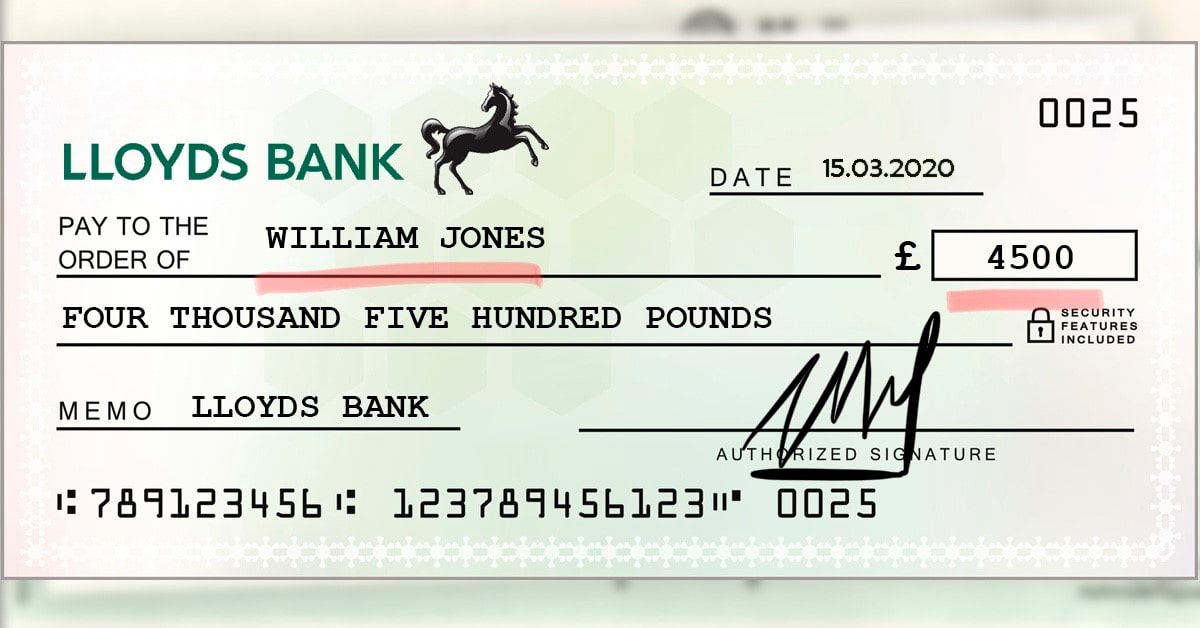 0025
LLOYDS BANK
DATE 15.03.2020
PAY TO THE
ORDER OF WILLIAM JONES £ 4500
FOUR THOUSAND FIVE HUNDRED POUNDS
SECURITY
FEATURES
INCLUDED
MEMO LLOYDS BANK
AUTHORIZED SIGNATURE
⑆789123456⑆ 123789456123⑈ 0025